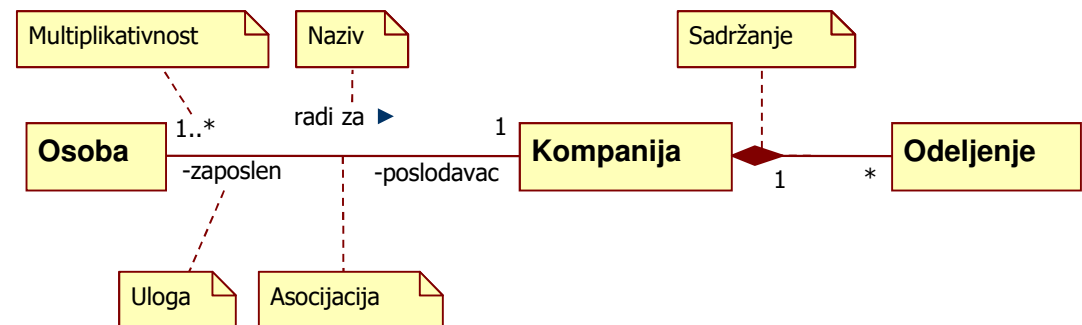 Multiplikativnost
Naziv
Sadržanje
1..*
radi za ►
1
Osoba
Kompanija
Odeljenje
-zaposlen
-poslodavac
1
*
Uloga
Asocijacija